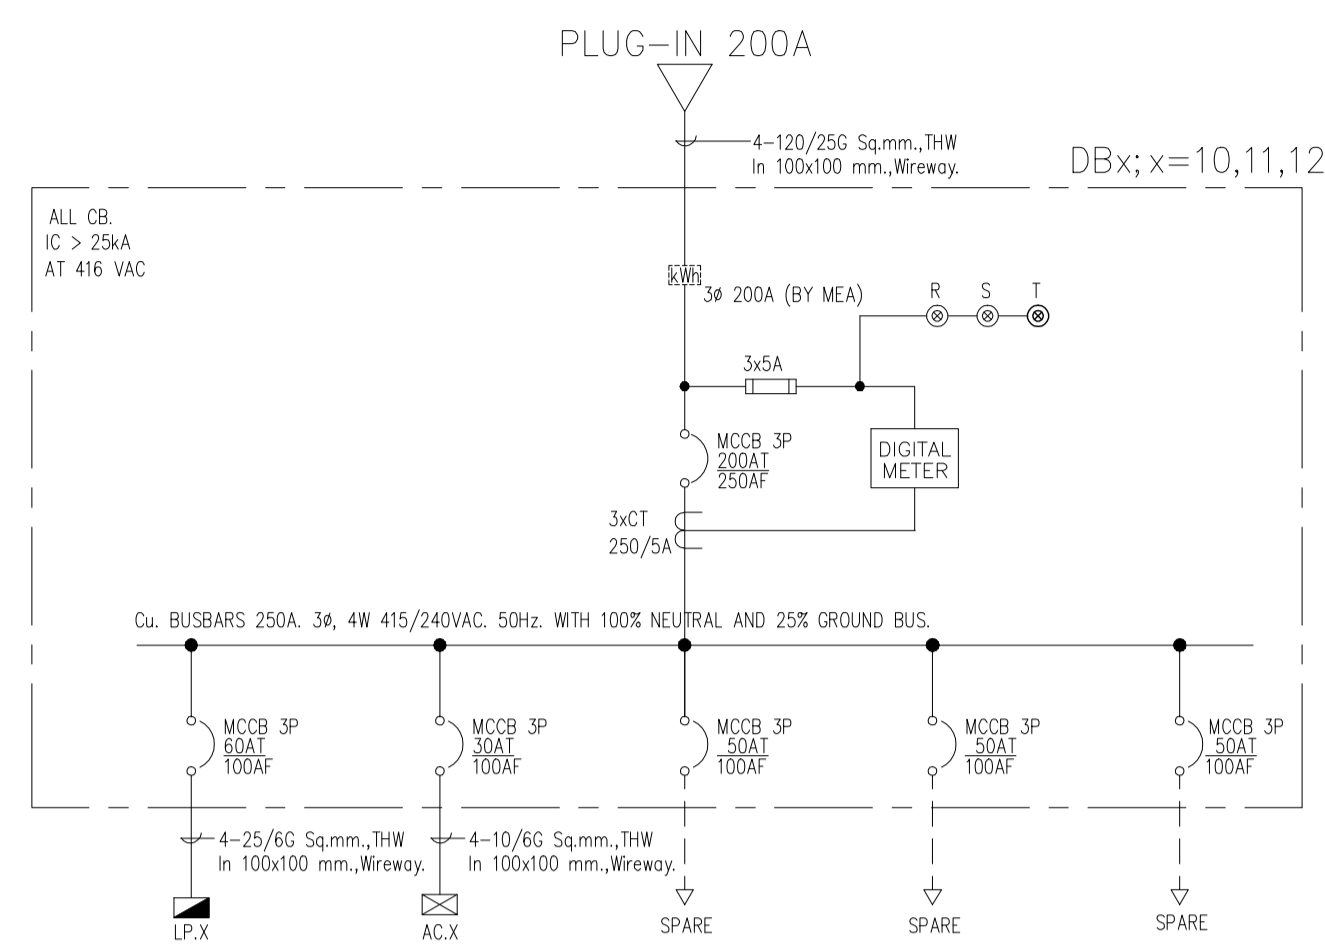 PLUG-IN 200A
4-120/25G Sq.mm.,THW
In 100x100 mm.,Wireway.
DBx; x=10,11,12
ALL CB.
IC > 25kA
AT 416 VAC
kWh
3ø 200A (BY MEA)
R S T
3x5A
MCCB 3P
200AT
250AF
DIGITAL
METER
3xCT
250/5A
Cu. BUSBARS 250A. 3ø, 4W 415/240VAC. 50Hz. WITH 100% NEUTRAL AND 25% GROUND BUS.
MCCB 3P
60AT
100AF
MCCB 3P
30AT
100AF
MCCB 3P
50AT
100AF
MCCB 3P
50AT
100AF
MCCB 3P
50AT
100AF
4-25/6G Sq.mm.,THW
In 100x100 mm.,Wireway.
4-10/6G Sq.mm.,THW
In 100x100 mm.,Wireway.
LP.X
AC.X
SPARE
SPARE
SPARE